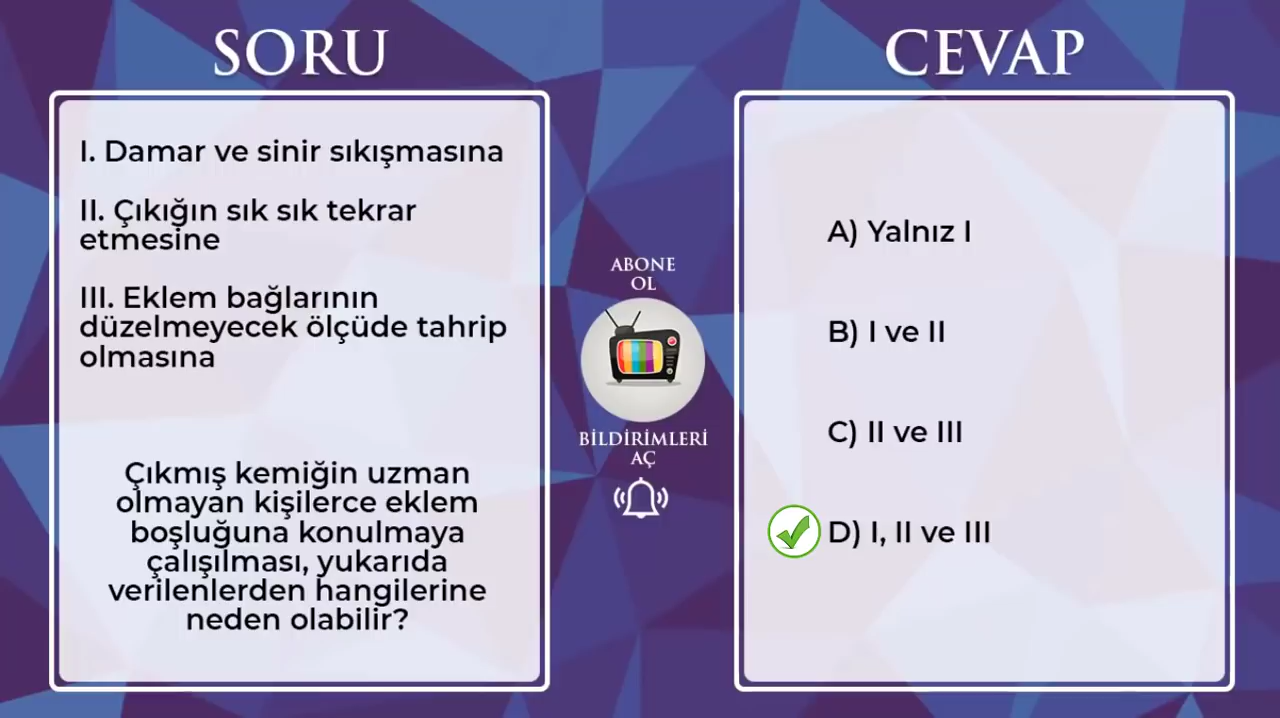 SORU
I. Damar ve sinir sıkışmasına
II. Çıkığın sık sık tekrar
etmesine
III. Eklem bağlarının
düzelmeyecek ölçüde tahrip
olmasına
Çıkmış kemiğin uzman
olmayan kişilerce eklem
boşluğuna konulmaya
çalışılması, yukarıda
verilenlerden hangilerine
neden olabilir?
ABONE
OL
BİLDİRİMLERİ
AÇ
CEVAP
A) Yalnız I
B) I ve II
C) II ve III
D) I, II ve III